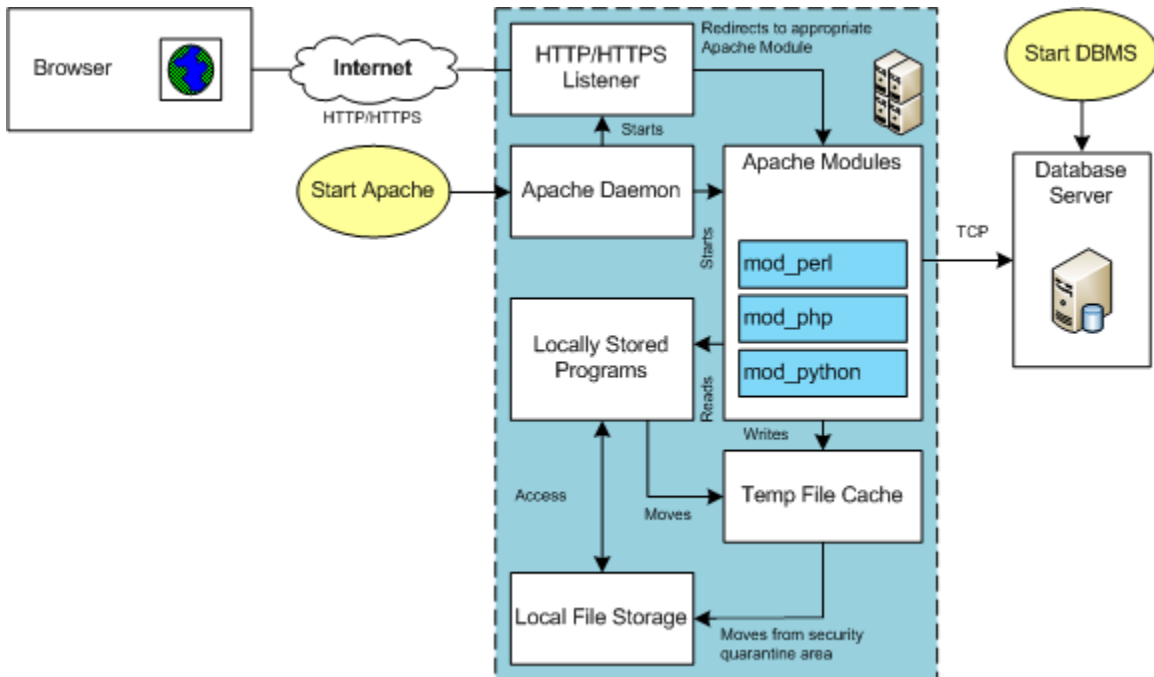 Browser
Internet
HTTP/HTTPS
HTTP/HTTPS
Listener
Redirects to appropriate
Apache Module
Start DBMS
Starts
Start Apache
Apache Daemon
Starts
Apache Modules
mod_perl
mod_php
mod_python
TCP
Database
Server
Locally Stored
Programs
Reads
Writes
Access
Moves
Temp File Cache
Local File Storage
Moves from security
quarantine area